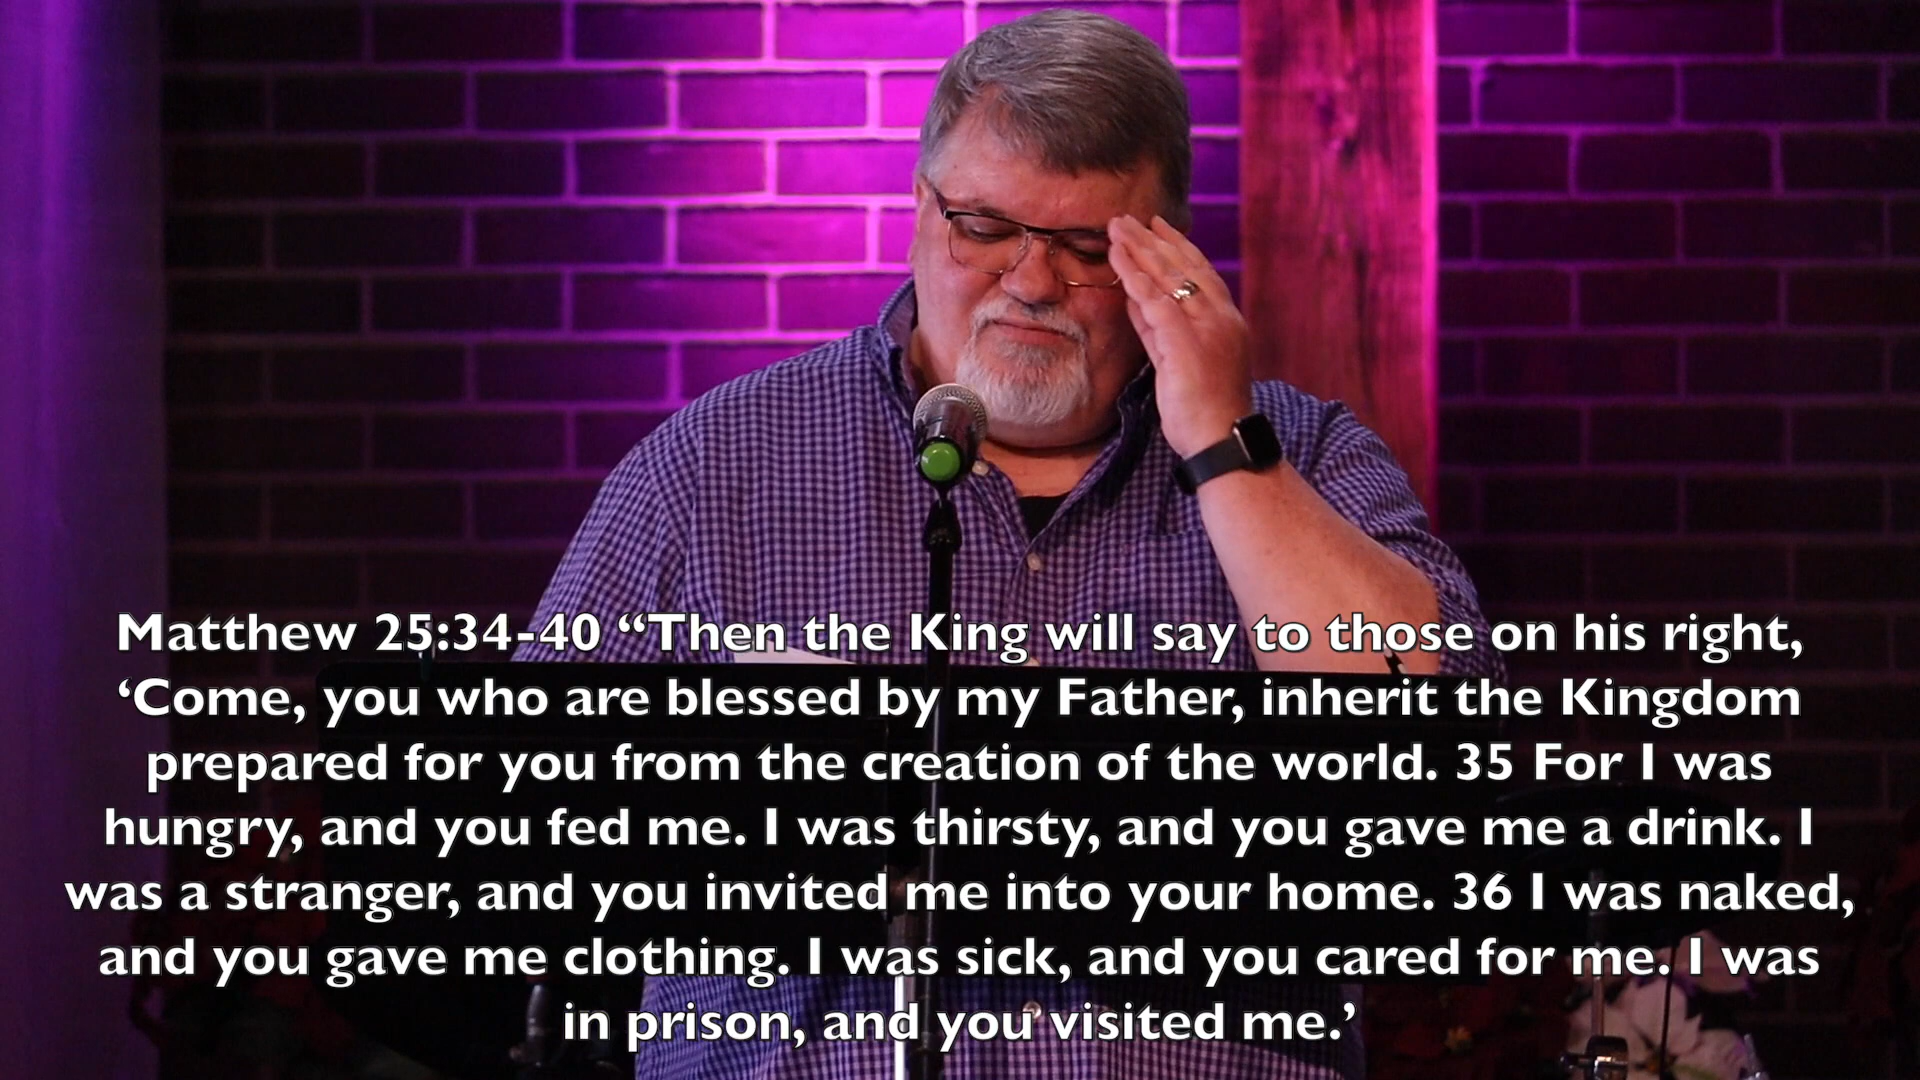 Matthew 25:34-40 “Then the King will say to those on his right,
‘Come, you who are blessed by my Father, inherit the Kingdom
prepared for you from the creation of the world. 35 For I was
hungry, and you fed me. I was thirsty, and you gave me a drink. I
was a stranger, and you invited me into your home. 36 I was naked,
and you gave me clothing. I was sick, and you cared for me. I was
in prison, and you visited me.’